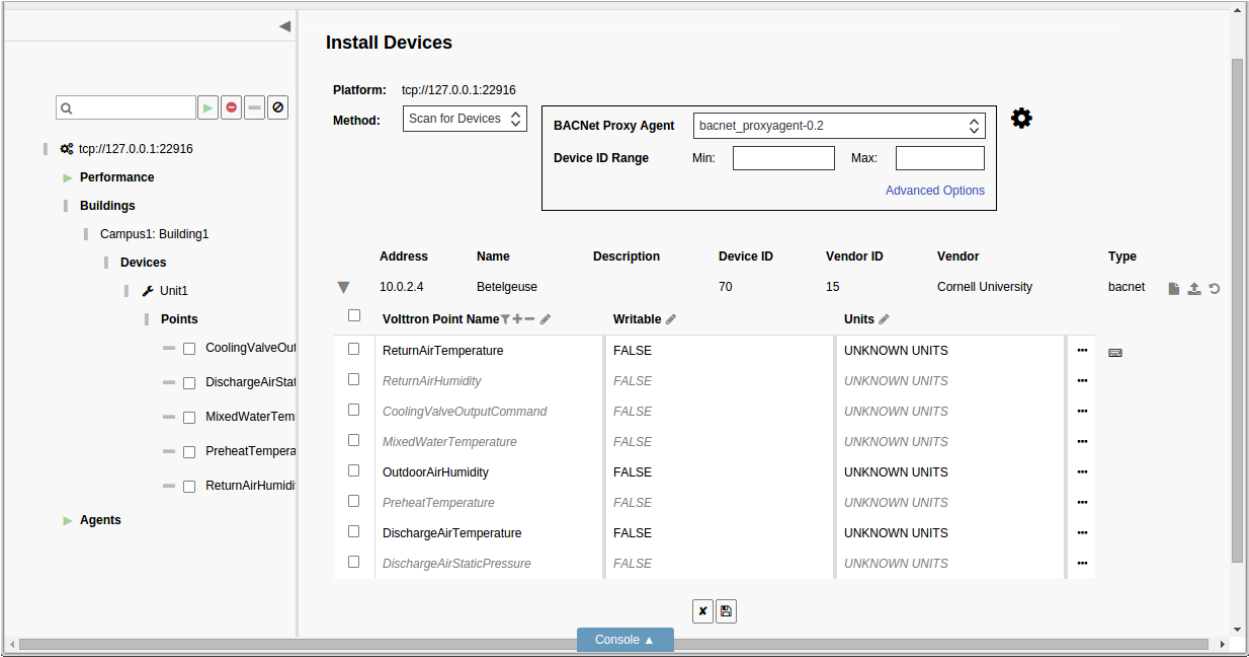 Install Devices
Platform: tcp://127.0.0.1:22916
Method: Scan for Devices
BACNet Proxy Agent bacnet_proxyagent-0.2
Device ID Range Min: Max:
Advanced Options
tcp://127.0.0.1:22916
Performance
Buildings
Campus1: Building1
Devices
Unit1
Points
CoolingValveOut
DischargeAirStat
MixedWaterTem
PreheatTempera
ReturnAirHumidi
Agents
Address Name Description Device ID Vendor ID Vendor Type
10.0.2.4 Betelgeuse 70 15 Cornell University bacnet
Volttron Point Name Writable Units
ReturnAirTemperature FALSE UNKNOWN UNITS
ReturnAirHumidity FALSE UNKNOWN UNITS
CoolingValveOutputCommand FALSE UNKNOWN UNITS
MixedWaterTemperature FALSE UNKNOWN UNITS
OutdoorAirHumidity FALSE UNKNOWN UNITS
PreheatTemperature FALSE UNKNOWN UNITS
DischargeAirTemperature FALSE UNKNOWN UNITS
DischargeAirStaticPressure FALSE UNKNOWN UNITS
Console